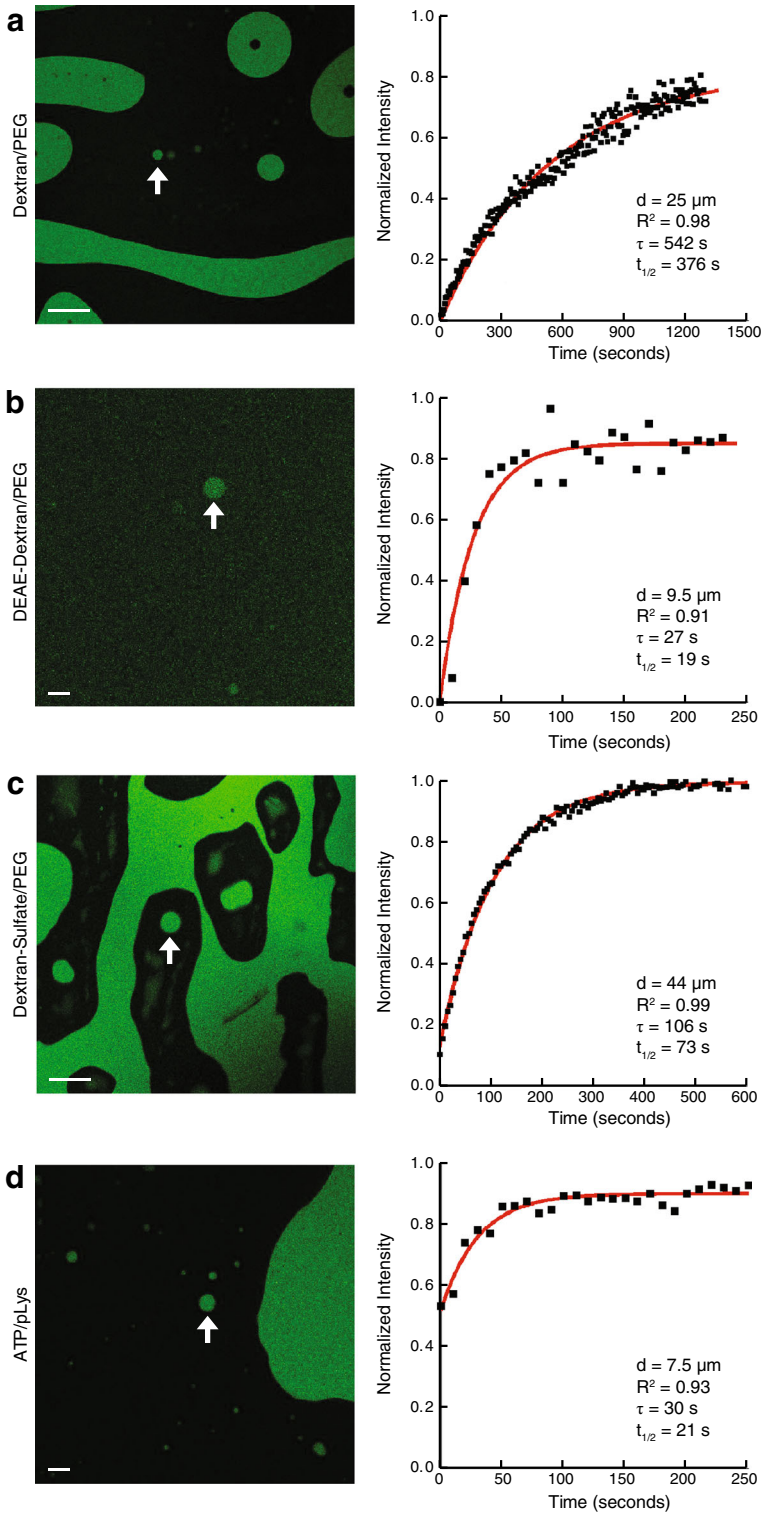 a
Dextran/PEG
Normalized Intensity
1.0
0.8
0.6
0.4
0.2
0.0
d = 25 µm
R² = 0.98
τ = 542 s
t1/2 = 376 s
0 300 600 900 1200 1500
Time (seconds)
b
DEAE-Dextran/PEG
Normalized Intensity
1.0
0.8
0.6
0.4
0.2
0.0
d = 9.5 µm
R² = 0.91
τ = 27 s
t1/2 = 19 s
0 50 100 150 200 250
Time (seconds)
c
Dextran-Sulfate/PEG
Normalized Intensity
1.0
0.8
0.6
0.4
0.2
0.0
d = 44 µm
R² = 0.99
τ = 106 s
t1/2 = 73 s
0 100 200 300 400 500 600
Time (seconds)
d
ATP/pLys
Normalized Intensity
1.0
0.8
0.6
0.4
0.2
0.0
d = 7.5 µm
R² = 0.93
τ = 30 s
t1/2 = 21 s
0 50 100 150 200 250
Time (seconds)